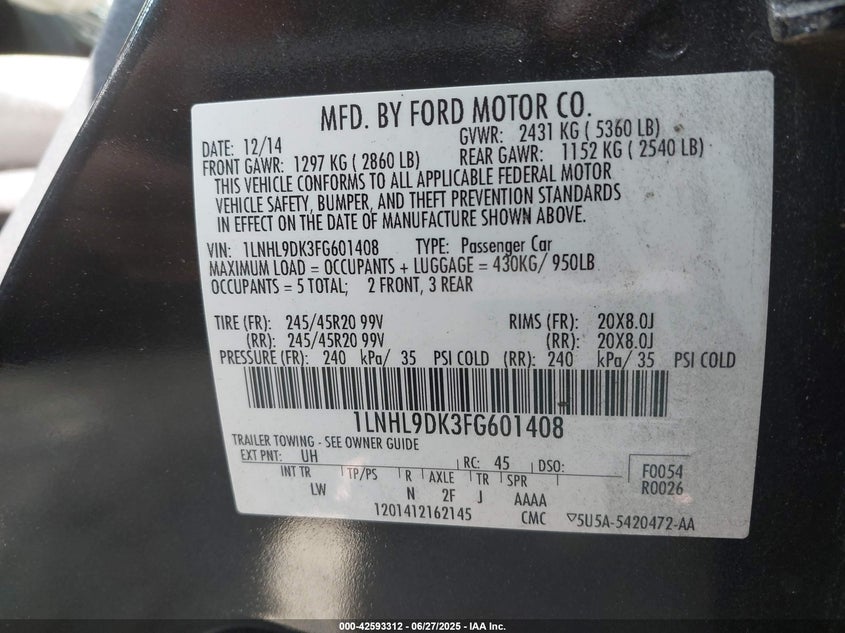 MFD. BY FORD MOTOR CO.
DATE: 12/14 GVWR: 2431 KG ( 5360 LB)
FRONT GAWR: 1297 KG ( 2860 LB) REAR GAWR: 1152 KG ( 2540 LB)
THIS VEHICLE CONFORMS TO ALL APPLICABLE FEDERAL MOTOR
VEHICLE SAFETY, BUMPER, AND THEFT PREVENTION STANDARDS
IN EFFECT ON THE DATE OF MANUFACTURE SHOWN ABOVE.
VIN: 1LNHL9DK3FG601408 TYPE: Passenger Car
MAXIMUM LOAD = OCCUPANTS + LUGGAGE = 430KG/ 950LB
OCCUPANTS = 5 TOTAL; 2 FRONT, 3 REAR
TIRE (FR): 245/45R20 99V RIMS (FR): 20X8.0J
(RR): 245/45R20 99V (RR): 20X8.0J
PRESSURE (FR): 240 kPa/ 35 PSI COLD (RR): 240 kPa/ 35 PSI COLD
1LNHL9DK3FG601408
TRAILER TOWING - SEE OWNER GUIDE
EXT PNT: UH RC: 45 DSO: F0054
INT TR TP/PS R AXLE TR SPR R0026
LW N 2F J AAAA
1201412162145 CMC ▽5U5A-5420472-AA
000-42593312 / 06/27/2025 - IAA Inc.